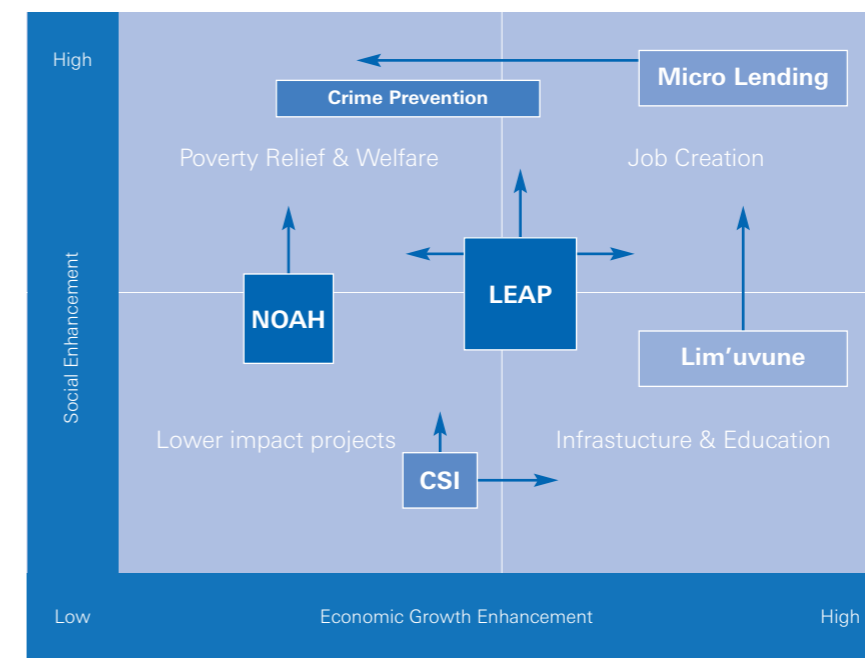 High
Micro Lending
Crime Prevention
Poverty Relief & Welfare
Job Creation
LEAP
NOAH
Social Enhancement
Lim’uvune
Lower impact projects
Infrastucture & Education
CSI
Low
Economic Growth Enhancement
High